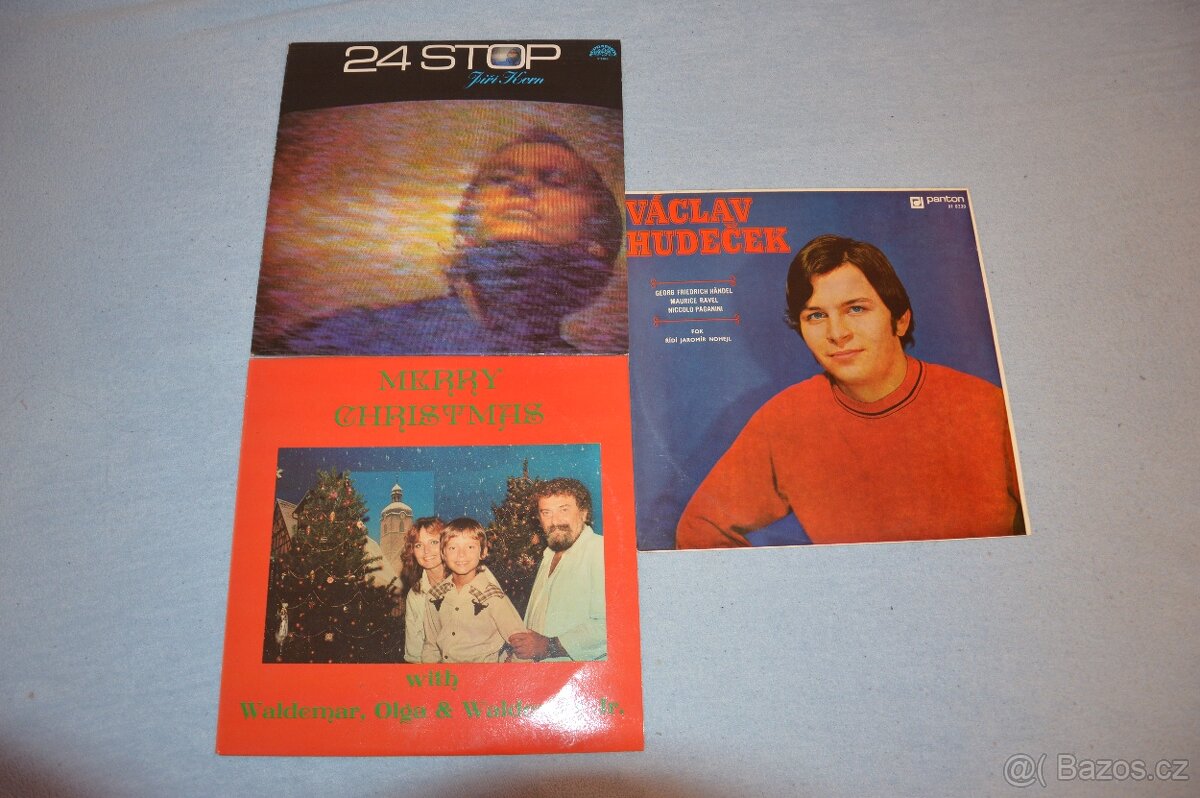 24 STOP
Jiří Korn
MERRY
CHRISTMAS
with
Waldemar, Olga & Jr.
VÁCLAV
HUDEČEK
panton
GEORG FRIEDRICH HÄNDEL
MAURICE RAVEL
NICCOLO PAGANINI
FOK
ŘÍDÍ JAROMÍR NOHEJL
@( Bazos.cz